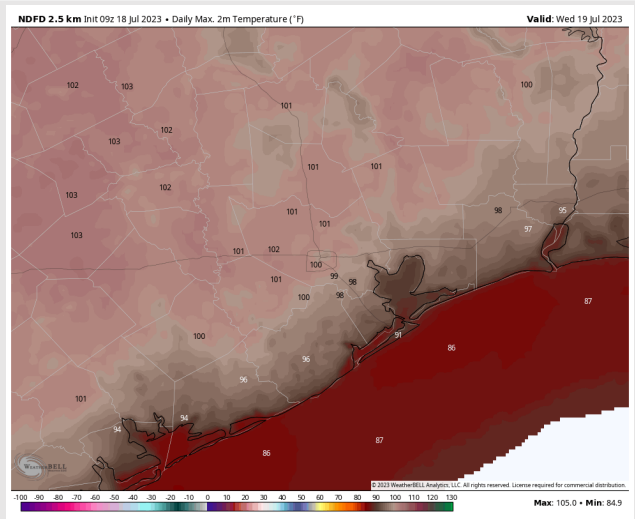 NDFD 2.5 km Init 09z 18 Jul 2023 • Daily Max. 2m Temperature (°F) Valid: Wed 19 Jul 2023
102 103 100
101
102
103
101 101
102
103
101 98 95
101 97
103
101 102
100
99
101 98
100 98 87
91
100 86
96
96
101
94
94
87
86
WeatherBELL
© 2023 WeatherBELL Analytics, LLC. All rights reserved. License required for commercial distribution.
-100 -90 -80 -70 -60 -50 -40 -30 -20 -10 0 10 20 30 40 50 60 70 80 90 100 110 120 130
Max: 105.0 • Min: 84.9